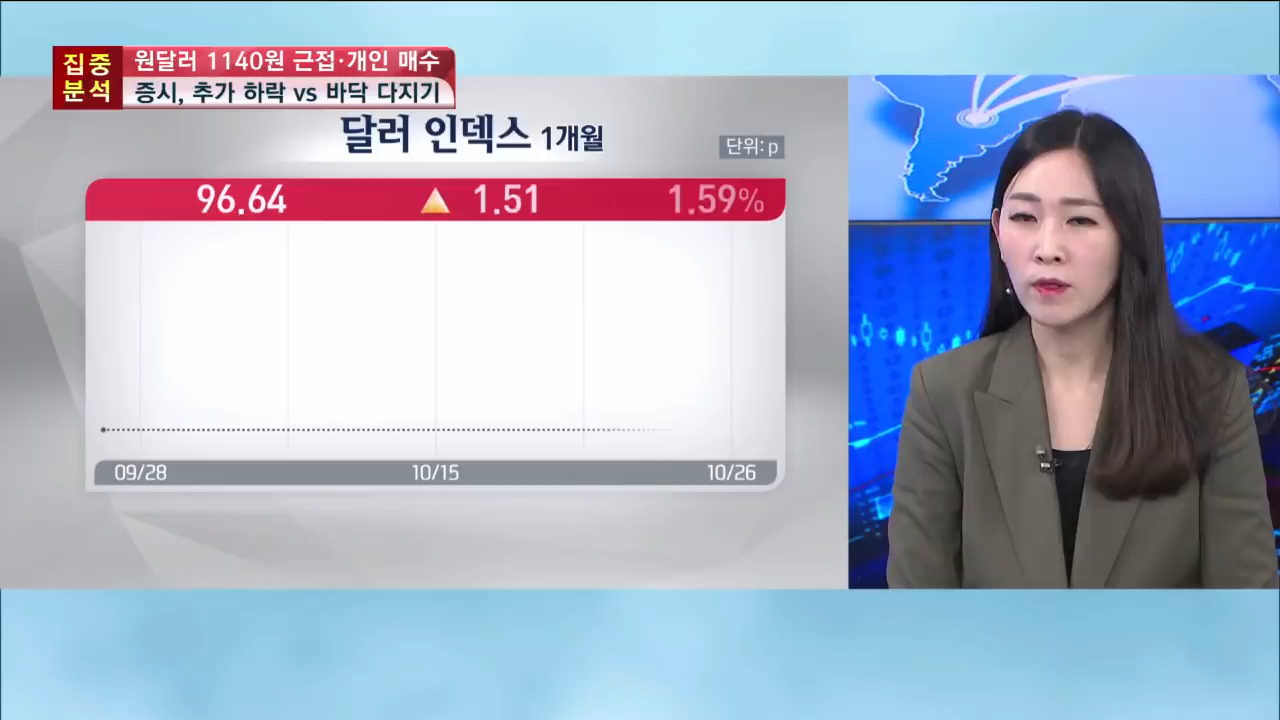 집중
분석
원달러 1140원 근접·개인 매수
증시, 추가 하락 vs 바닥 다지기
달러 인덱스 1개월
단위:p
96.64 ▲ 1.51 1.59%
09/28 10/15 10/26